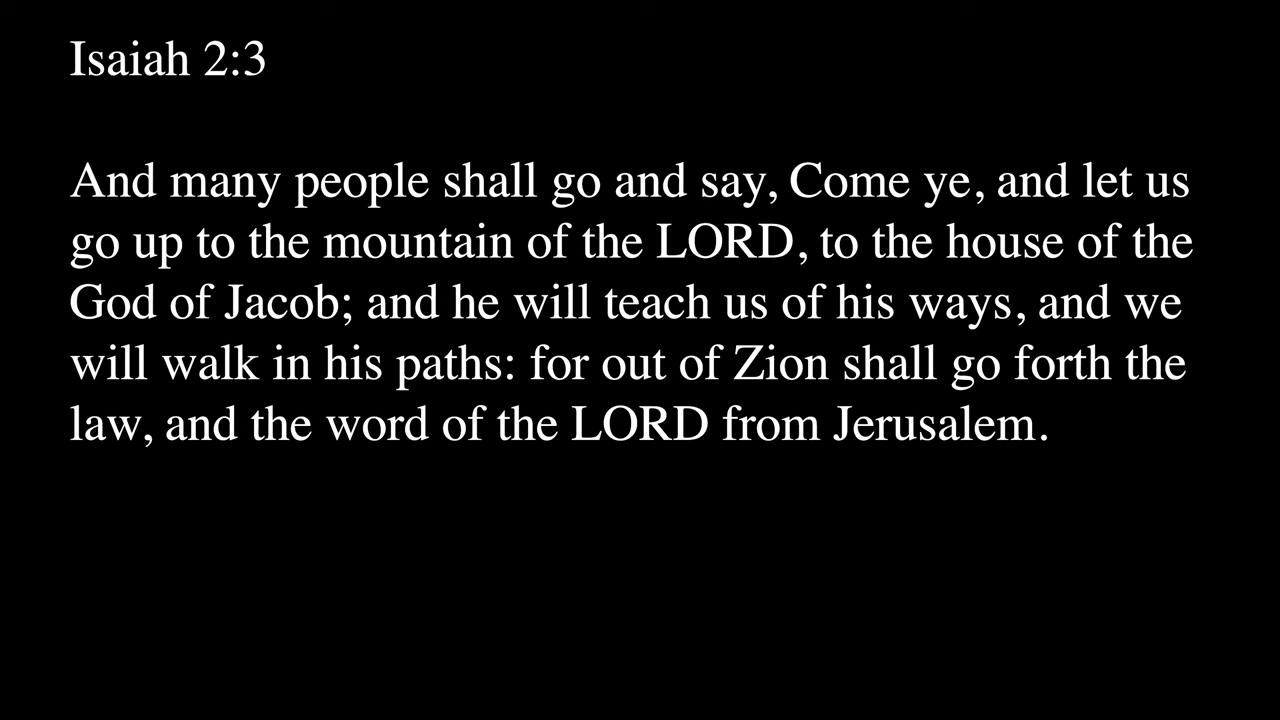 Isaiah 2:3
And many people shall go and say, Come ye, and let us
go up to the mountain of the LORD, to the house of the
God of Jacob; and he will teach us of his ways, and we
will walk in his paths: for out of Zion shall go forth the
law, and the word of the LORD from Jerusalem.